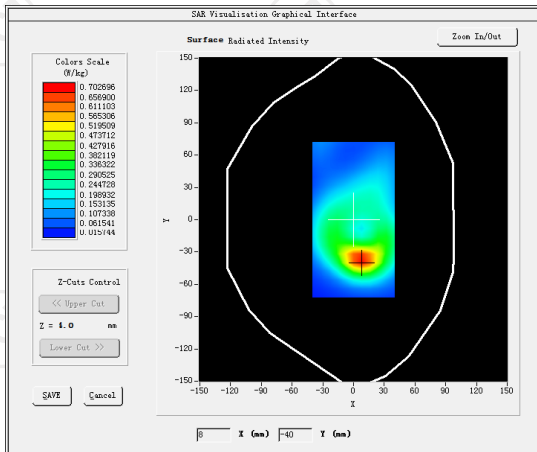 SAR Visualisation Graphical Interface
Surface Radiated Intensity
Zoom In/Out
Colors Scale
(W/kg)
0.702696
0.656900
0.611103
0.565306
0.519509
0.473712
0.427916
0.382119
0.336322
0.290525
0.244728
0.198932
0.153135
0.107338
0.061541
0.015744
150
120
90
60
30
0
-30
-60
-90
-120
-150
Y
-150 -120 -90 -60 -30 0 30 60 90 120 150
X
Z-Cuts Control
<< Upper Cut
Z = 4.0 mm
Lower Cut >>
SAVE Cancel
8 X (mm) -40 Y (mm)